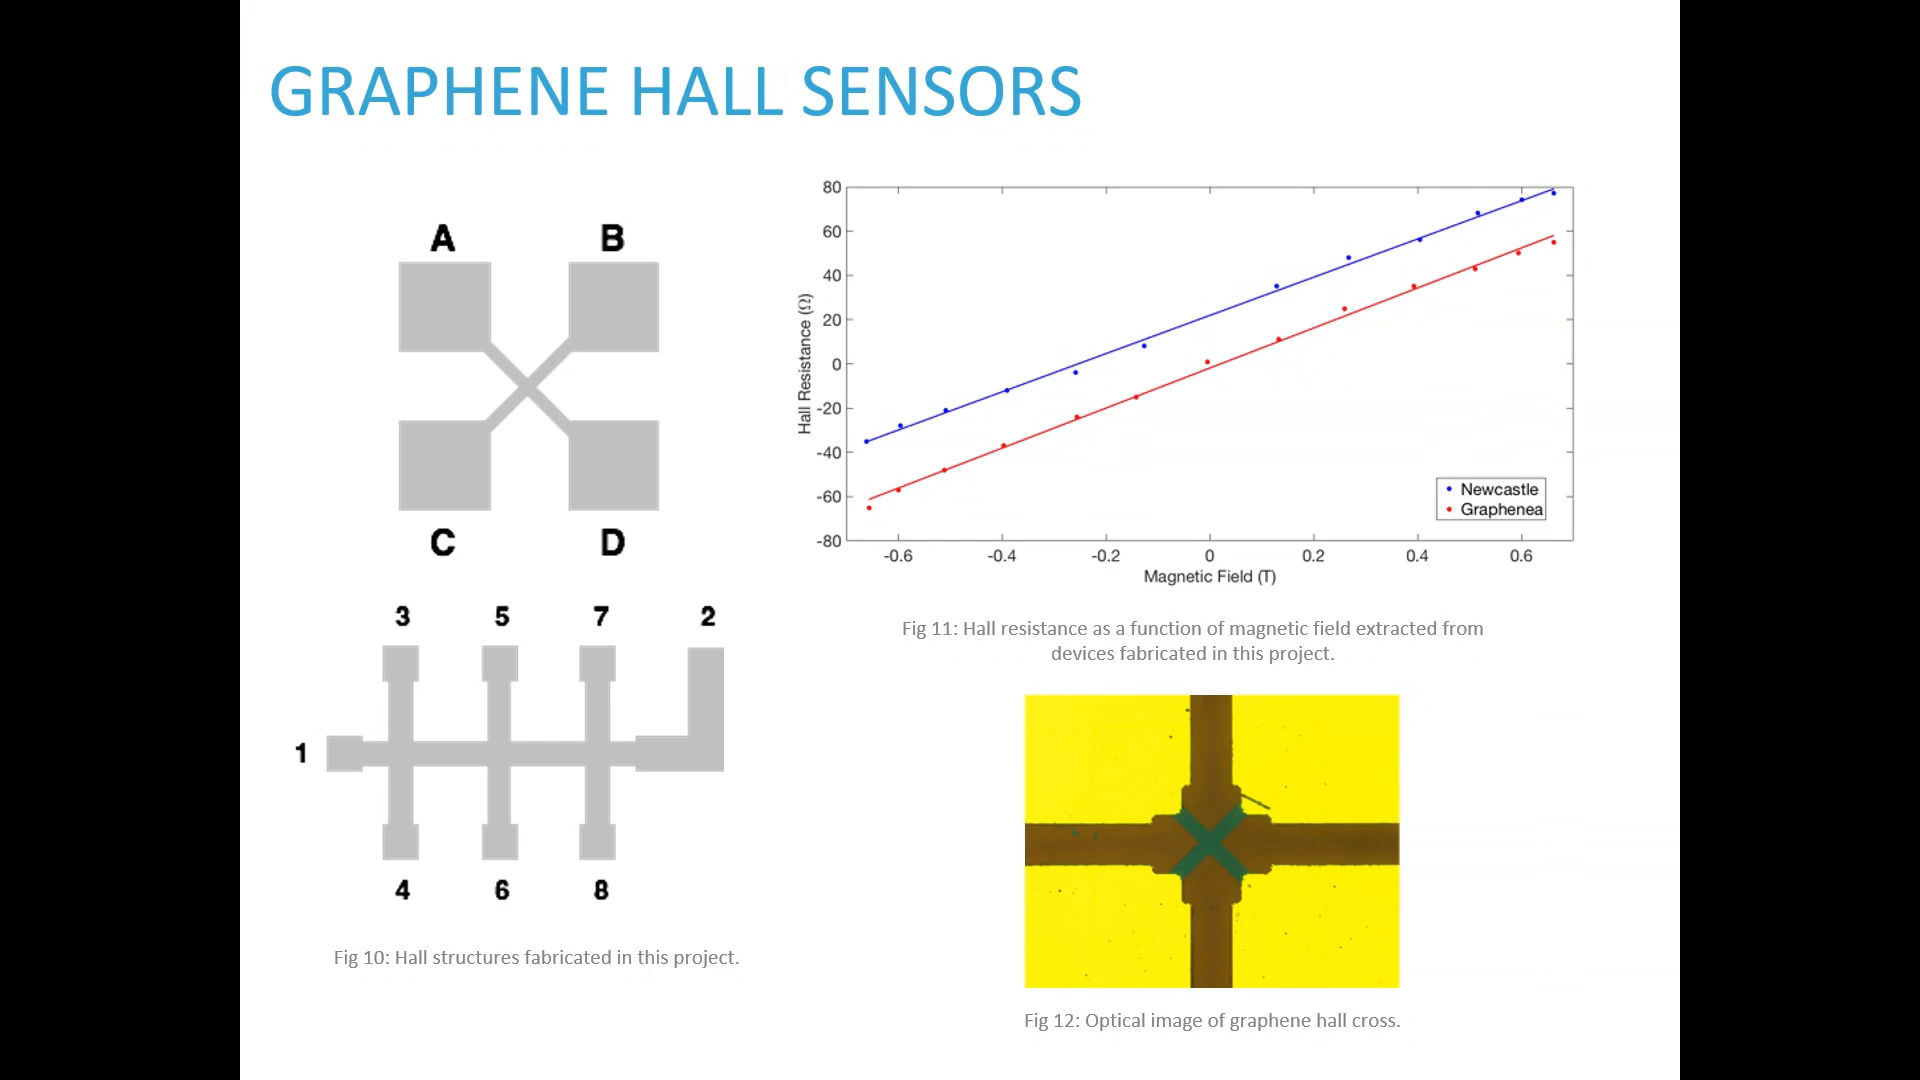 GRAPHENE HALL SENSORS
A B
C D
3 5 7 2
1
4 6 8
Fig 10: Hall structures fabricated in this project.
80
60
40
20
0
-20
-40
-60
-80
Hall Resistance (Ω)
Newcastle
Graphenea
-0.6 -0.4 -0.2 0 0.2 0.4 0.6
Magnetic Field (T)
Fig 11: Hall resistance as a function of magnetic field extracted from
devices fabricated in this project.
Fig 12: Optical image of graphene hall cross.